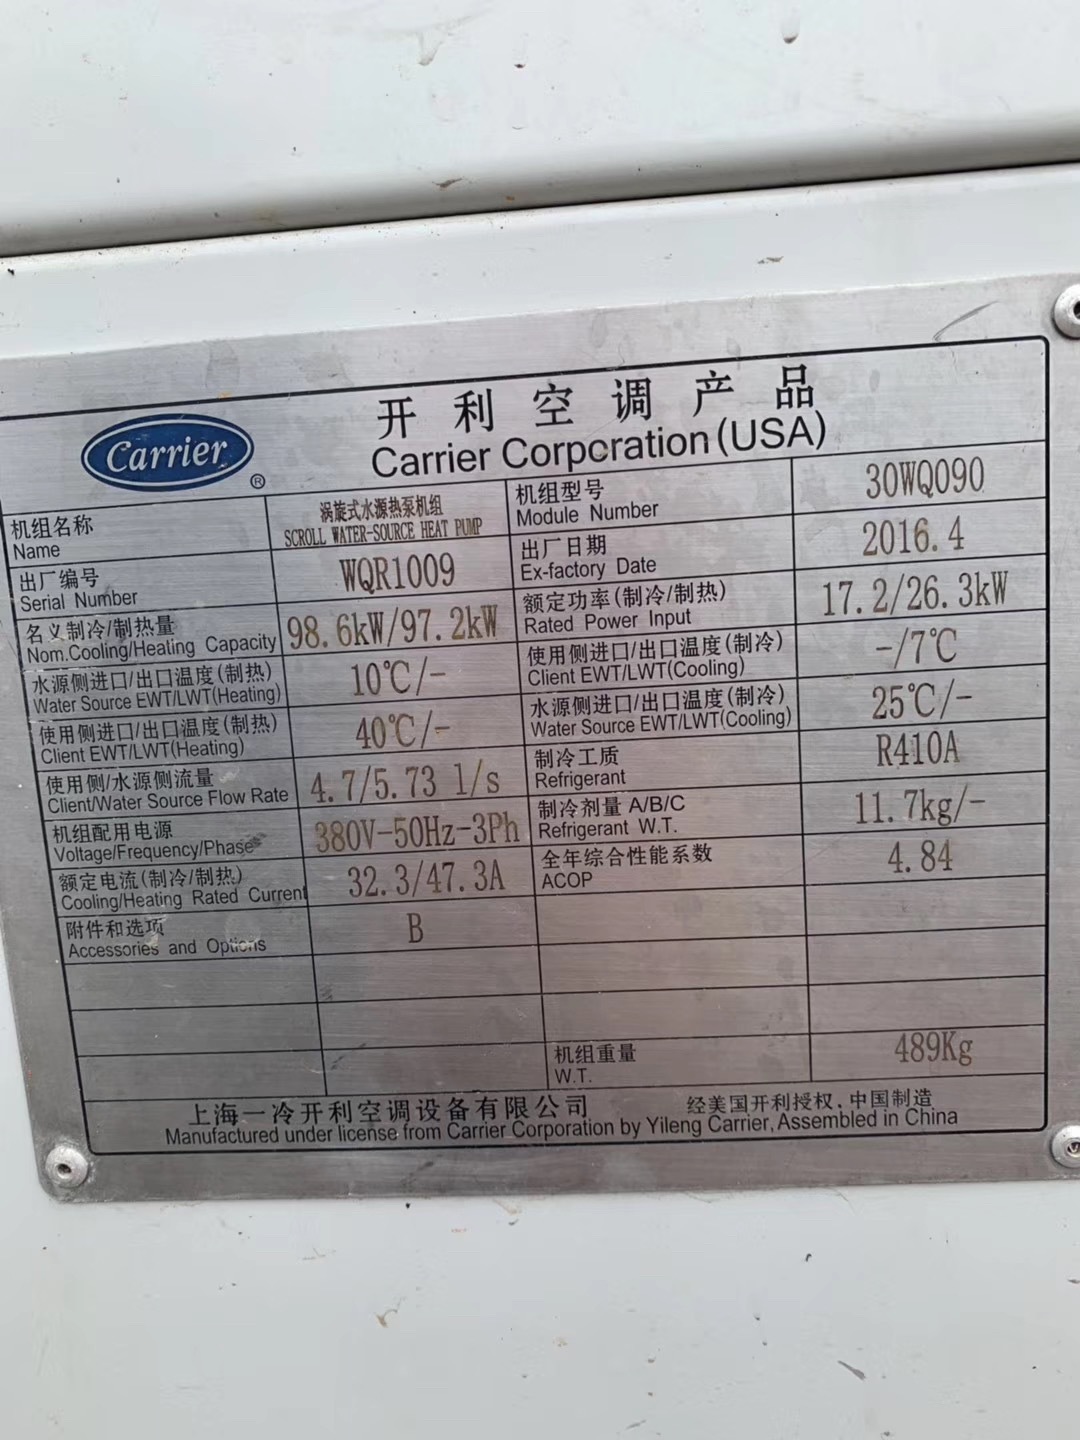 Carrier ®
开利空调产品
Carrier Corporation (USA)
机组名称
Name
涡旋式水源热泵机组
SCROLL WATER-SOURCE HEAT PUMP
机组型号
Module Number
30WQ090
出厂编号
Serial Number
WQR1009
出厂日期
Ex-factory Date
2016.4
名义制冷/制热量
Nom.Cooling/Heating Capacity
98.6kW/97.2kW
额定功率(制冷/制热)
Rated Power Input
17.2/26.3kW
水源侧进口/出口温度(制热)
Water Source EWT/LWT(Heating)
10℃/-
使用侧进口/出口温度(制冷)
Client EWT/LWT(Cooling)
-/7℃
使用侧进口/出口温度(制热)
Client EWT/LWT(Heating)
40℃/-
水源侧进口/出口温度(制冷)
Water Source EWT/LWT(Cooling)
25℃/-
使用侧/水源侧流量
Client/Water Source Flow Rate
4.7/5.73 l/s
制冷工质
Refrigerant
R410A
机组配用电源
Voltage/Frequency/Phase
380V-50Hz-3Ph
制冷剂量 A/B/C
Refrigerant W.T.
11.7kg/-
额定电流(制冷/制热)
Cooling/Heating Rated Current
32.3/47.3A
全年综合性能系数
ACOP
4.84
附件和选项
Accessories and Options
B
机组重量
W.T.
489Kg
上海一冷开利空调设备有限公司 经美国开利授权,中国制造
Manufactured under license from Carrier Corporation by Yileng Carrier, Assembled in China